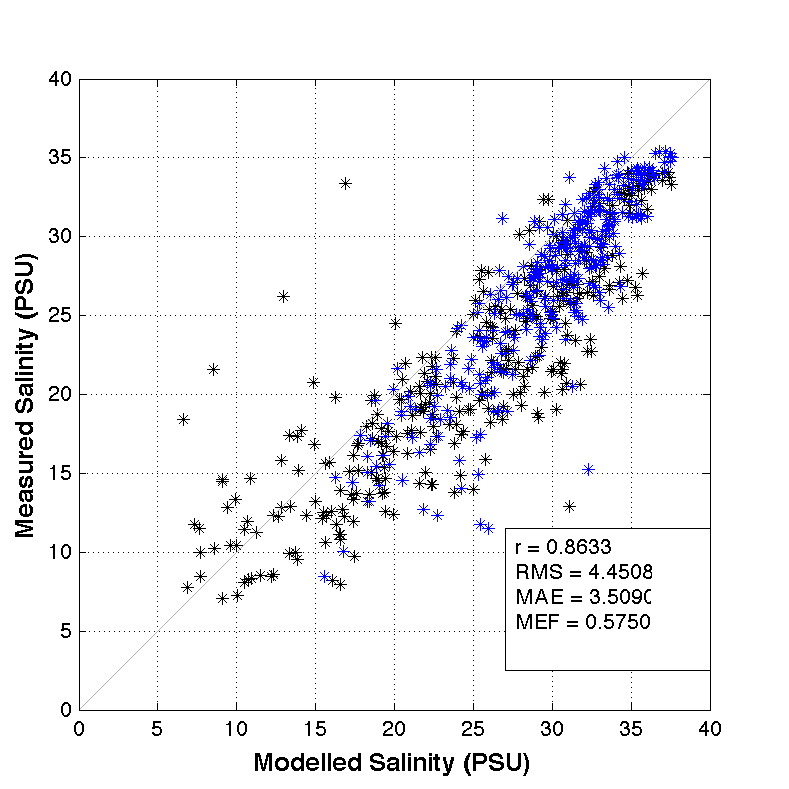 40
35
30
25
20
15
10
5
0
Measured Salinity (PSU)
r = 0.8633
RMS = 4.4508
MAE = 3.5090
MEF = 0.5750
0 5 10 15 20 25 30 35 40
Modelled Salinity (PSU)